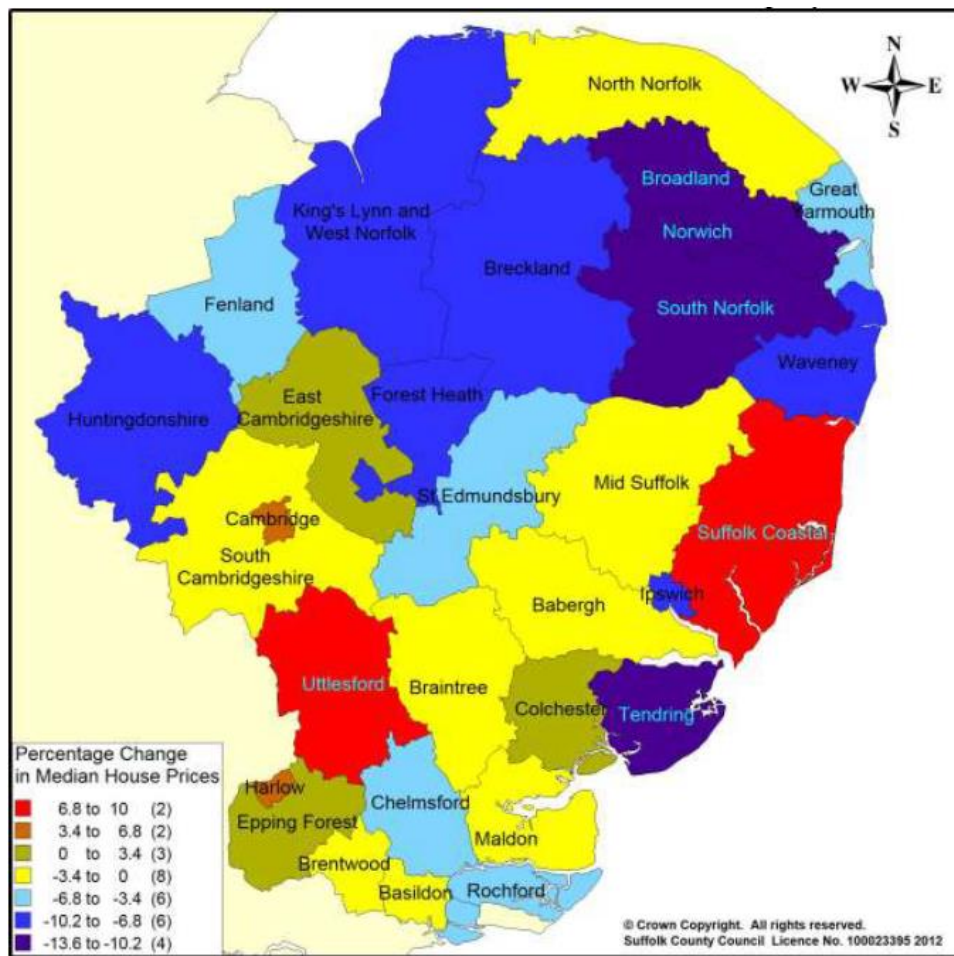 N
W E
S
North Norfolk
Broadland
Great
Yarmouth
King's Lynn and
West Norfolk
Norwich
Breckland
Fenland
South Norfolk
Waveney
East
Cambridgeshire
Forest Heath
Huntingdonshire
St Edmundsbury
Mid Suffolk
Cambridge
Suffolk Coastal
South
Cambridgeshire
Ipswich
Babergh
Uttlesford
Braintree
Colchester
Tendring
Percentage Change
in Median House Prices
6.8 to 10 (2)
3.4 to 6.8 (2)
0 to 3.4 (3)
-3.4 to 0 (8)
-6.8 to -3.4 (6)
-10.2 to -6.8 (6)
-13.6 to -10.2 (4)
Harlow
Epping Forest
Chelmsford
Maldon
Brentwood
Basildon
Rochford
© Crown Copyright. All rights reserved.
Suffolk County Council Licence No. 100023395 2012